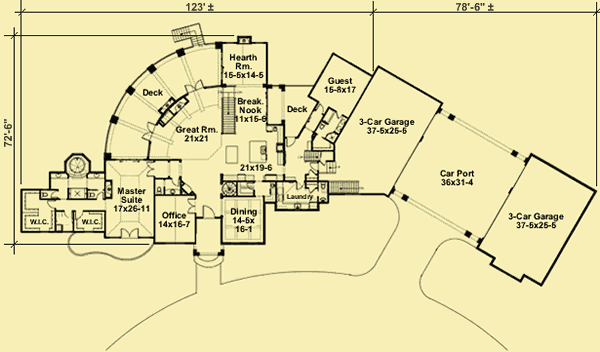 123' ±
78'-6" ±
72'-6"
Hearth
Rm.
15-5x14-5
Deck
Break.
Nook
11x15-6
Deck
Guest
15-8x17
3-Car Garage
37-5x25-5
Great Rm.
21x21
21x19-6
Car Port
36x31-4
Master
Suite
17x26-11
W.I.C.
W.I.C.
Office
14x16-7
Dining
14-5x
16-1
Laundry
3-Car Garage
37-5x25-5